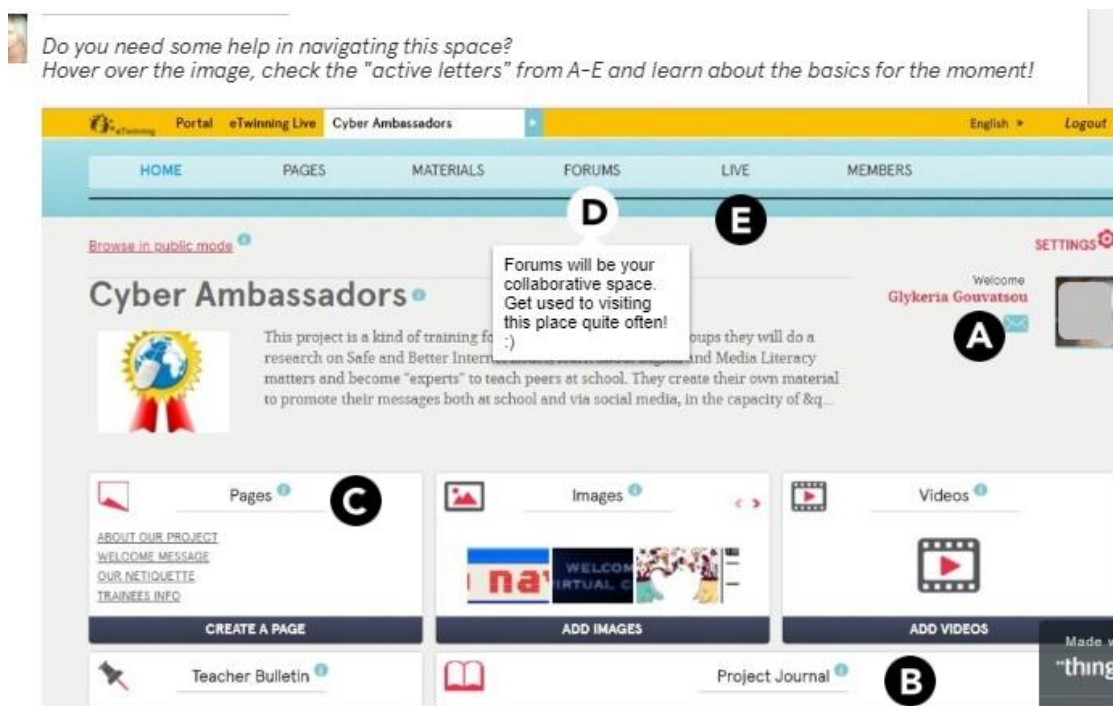 Do you need some help in navigating this space?
Hover over the image, check the "active letters" from A-E and learn about the basics for the moment!
eTwinning Portal eTwinning Live Cyber Ambassadors English Logout
HOME PAGES MATERIALS FORUMS LIVE MEMBERS
D E
Browse in public mode SETTINGS
Forums will be your
collaborative space.
Get used to visiting
this place quite often!
:)
Welcome
Glykeria Gouvatsou
A
Cyber Ambassadors
This project is a kind of training fo oups they will do a
research on Safe and Better Intern and Media Literacy
matters and become "experts" to teach peers at school. They create their own material
to promote their messages both at school and via social media, in the capacity of &q...
Pages C Images Videos
ABOUT OUR PROJECT
WELCOME MESSAGE
OUR NETIQUETTE
TRAINEES INFO
na
WELCOM
IRTUAL C
CREATE A PAGE ADD IMAGES ADD VIDEOS
Made w
"thing
Teacher Bulletin Project Journal B